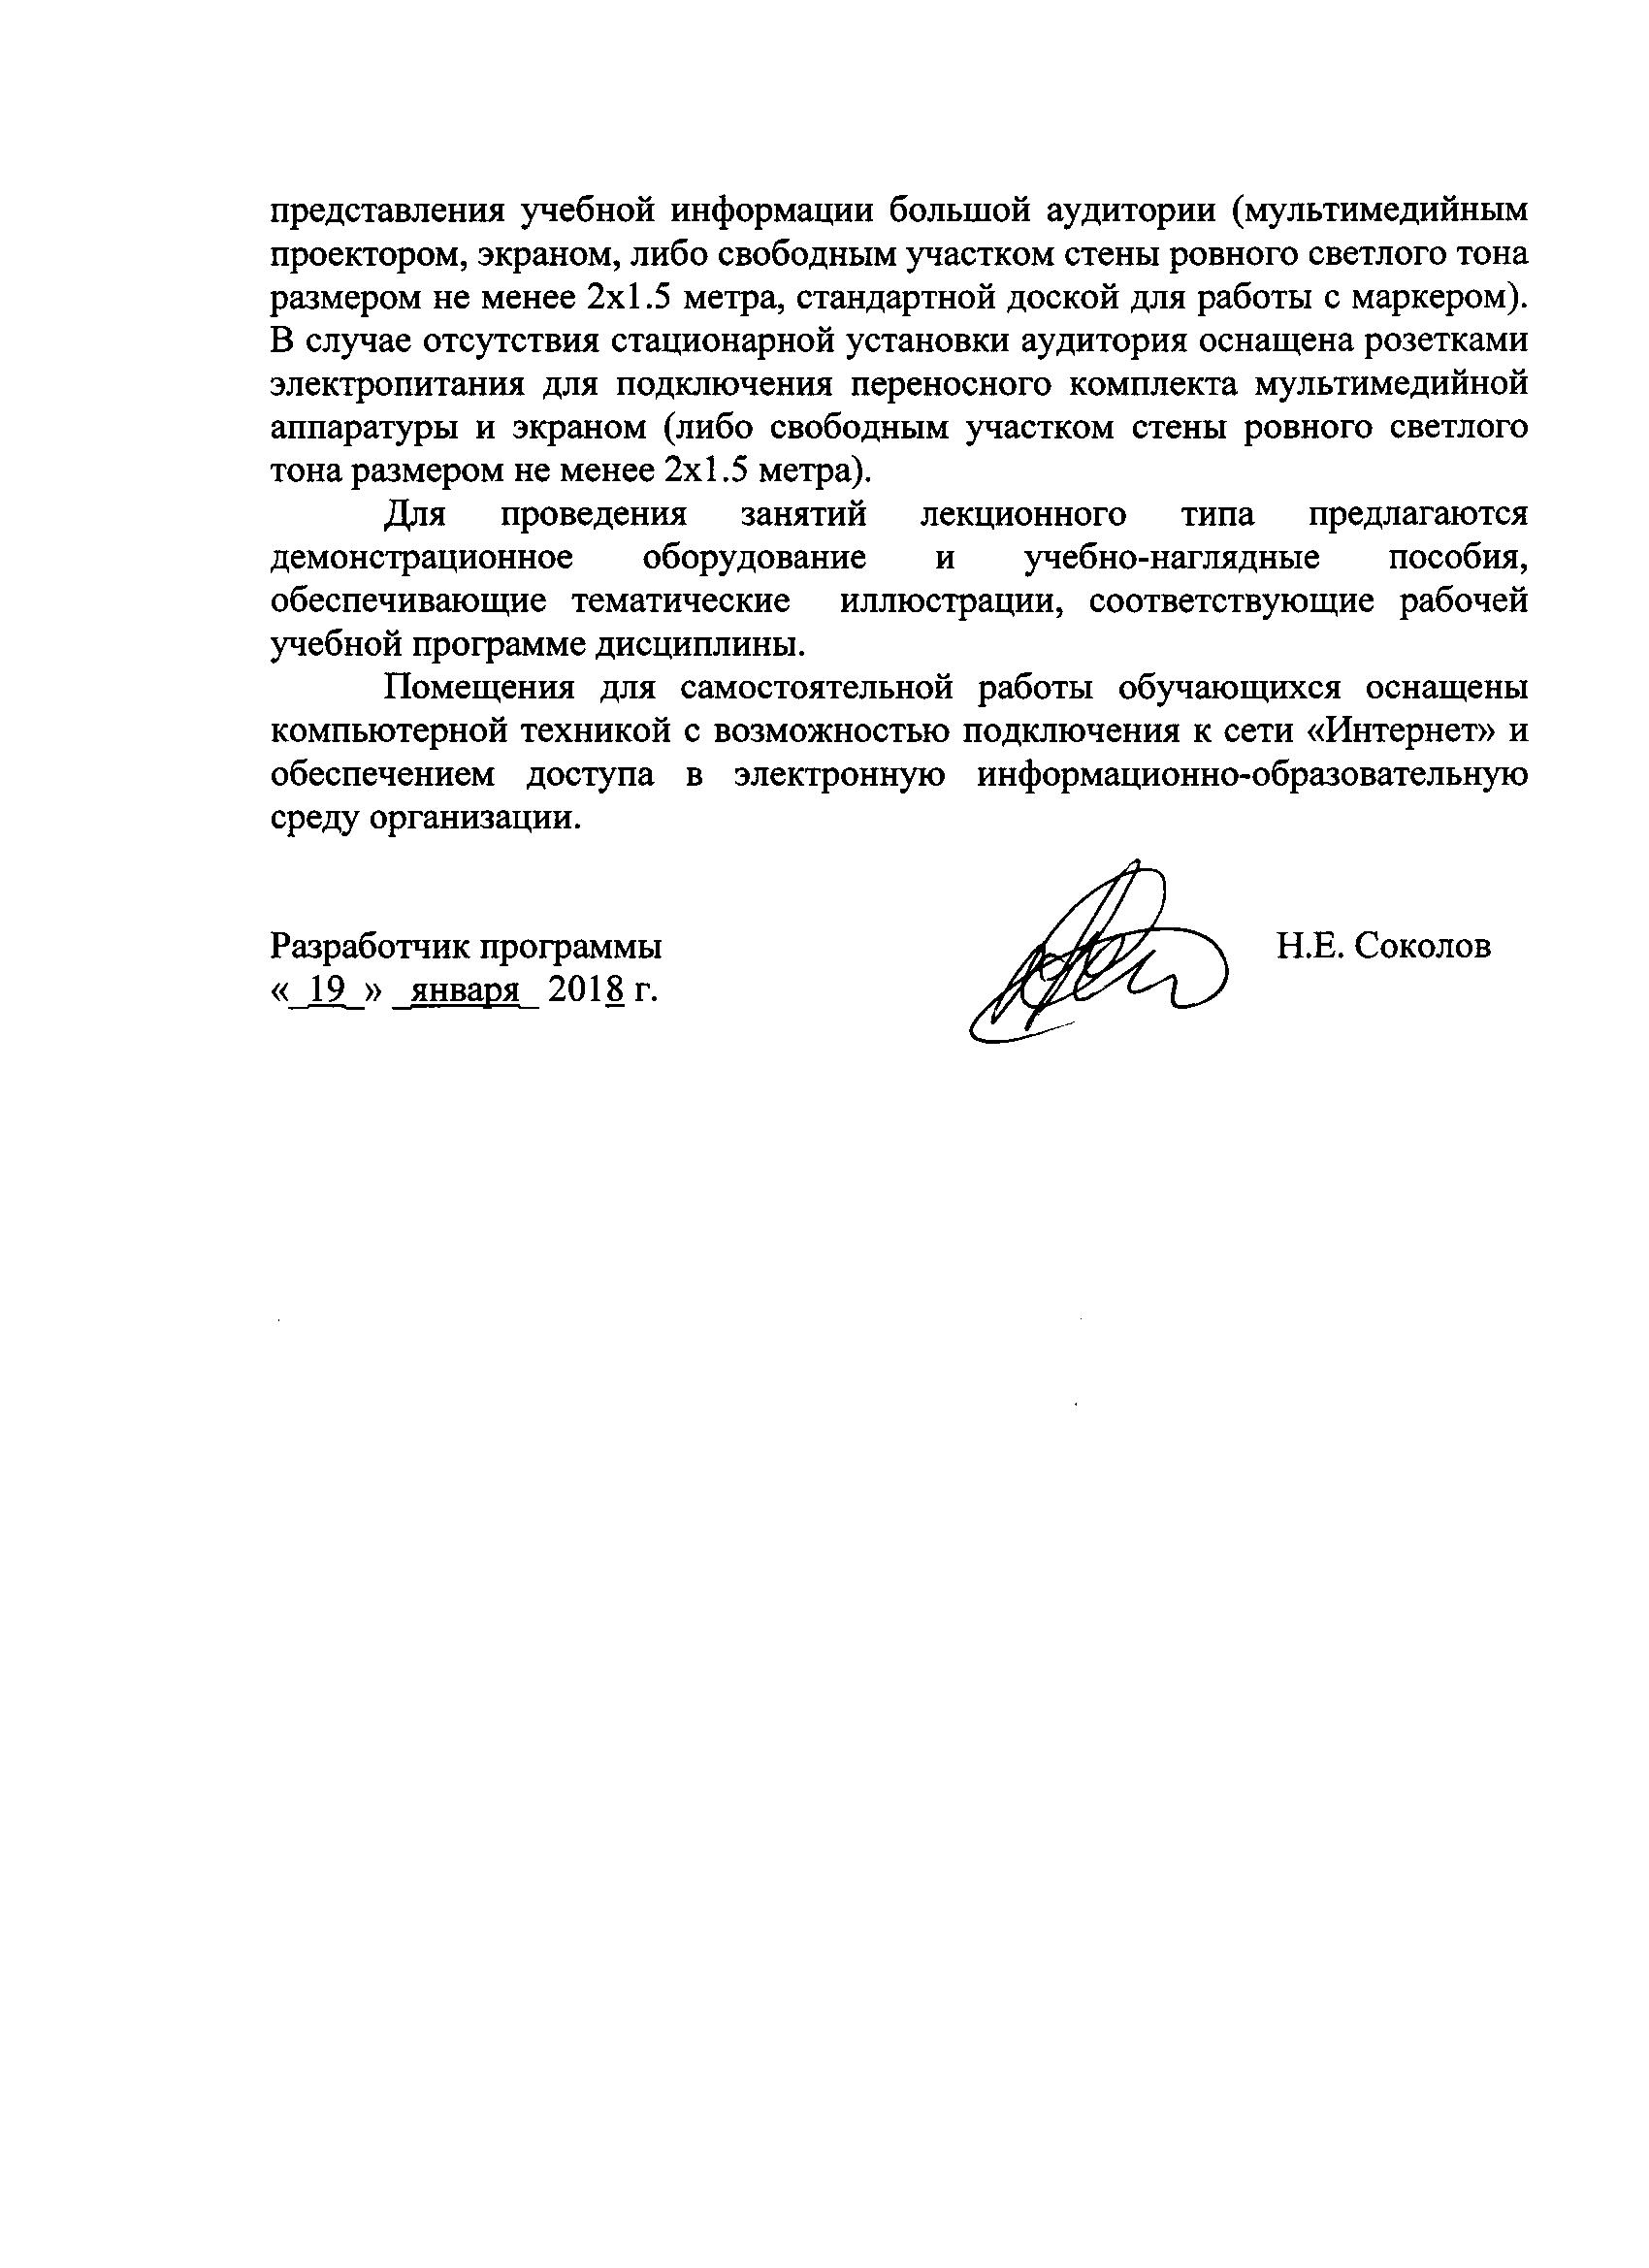 представления учебной информации большой аудитории (мультимедийным
проектором, экраном, либо свободным участком стены ровного светлого тона
размером не менее 2х1.5 метра, стандартной доской для работы с маркером).
В случае отсутствия стационарной установки аудитория оснащена розетками
электропитания для подключения переносного комплекта мультимедийной
аппаратуры и экраном (либо свободным участком стены ровного светлого
тона размером не менее 2х1.5 метра).
Для проведения занятий лекционного типа предлагаются
демонстрационное оборудование и учебно-наглядные пособия,
обеспечивающие тематические иллюстрации, соответствующие рабочей
учебной программе дисциплины.
Помещения для самостоятельной работы обучающихся оснащены
компьютерной техникой с возможностью подключения к сети «Интернет» и
обеспечением доступа в электронную информационно-образовательную
среду организации.
Разработчик программы Н.Е. Соколов
«_19_» _января_ 2018 г.